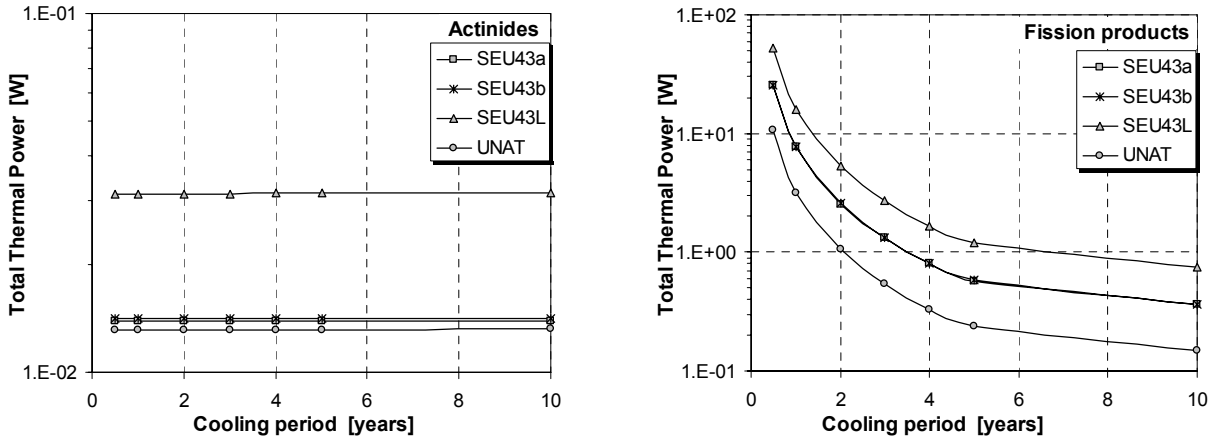 1.E-01
Actinides
SEU43a
SEU43b
SEU43L
UNAT
Total Thermal Power [W]
1.E-02
0 2 4 6 8 10
Cooling period [years]
1.E+02
Fission products
SEU43a
SEU43b
SEU43L
UNAT
Total Thermal Power [W]
1.E+01
1.E+00
1.E-01
0 2 4 6 8 10
Cooling period [years]